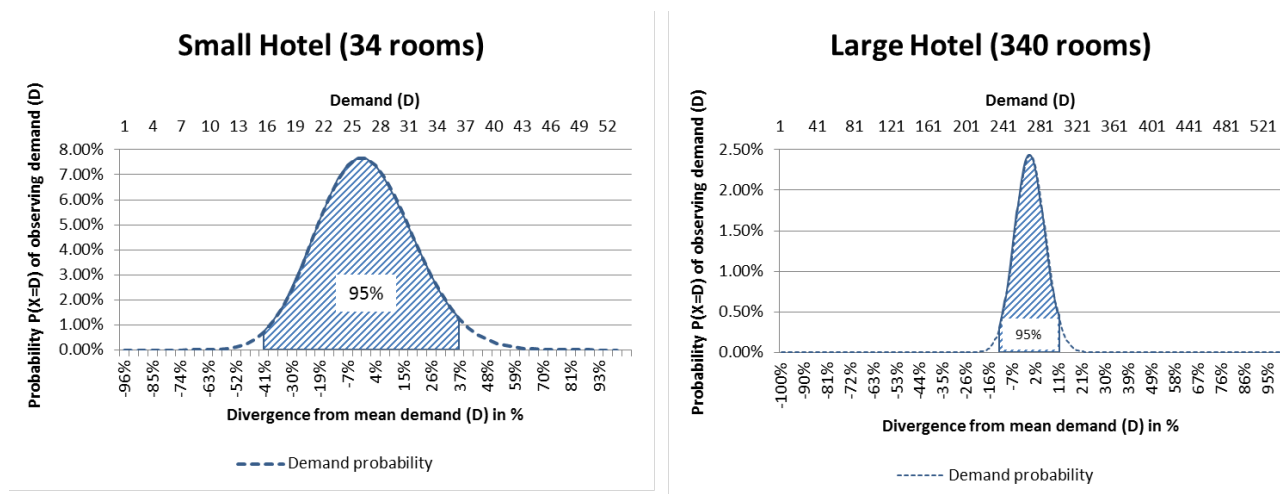 Small Hotel (34 rooms)
Probability P(X=D) of observing demand (D)
Demand (D)
1 4 7 10 13 16 19 22 25 28 31 34 37 40 43 46 49 52
8.00%
7.00%
6.00%
5.00%
4.00%
3.00%
2.00%
1.00%
0.00%
95%
-96% -85% -74% -63% -52% -41% -30% -19% -7% 4% 15% 26% 37% 48% 59% 70% 81% 93%
Divergence from mean demand (D) in %
Demand probability
Large Hotel (340 rooms)
Probability P(X=D) of observing demand (D)
Demand (D)
1 41 81 121 161 201 241 281 321 361 401 441 481 521
2.50%
2.00%
1.50%
1.00%
0.50%
0.00%
95%
-100% -90% -81% -72% -63% -53% -44% -35% -26% -16% -7% 2% 11% 21% 30% 39% 49% 58% 67% 76% 86% 95%
Divergence from mean demand (D) in %
Demand probability